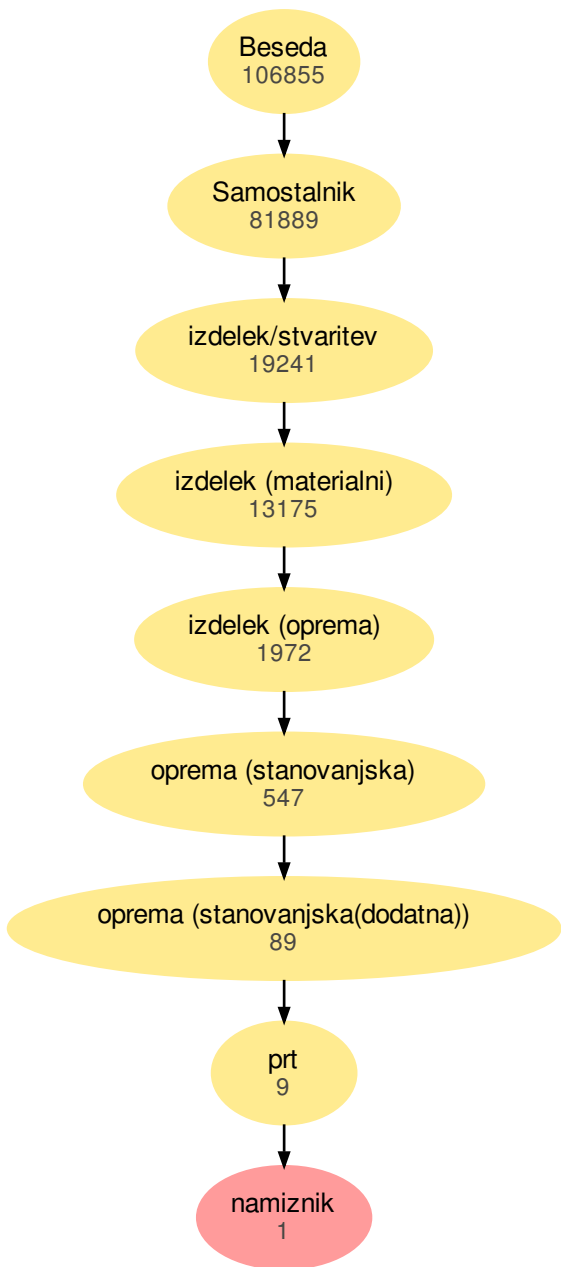 Beseda
106855
Samostalnik
81889
izdelek/stvaritev
19241
izdelek (materialni)
13175
izdelek (oprema)
1972
oprema (stanovanjska)
547
oprema (stanovanjska(dodatna))
89
prt
9
namiznik
1